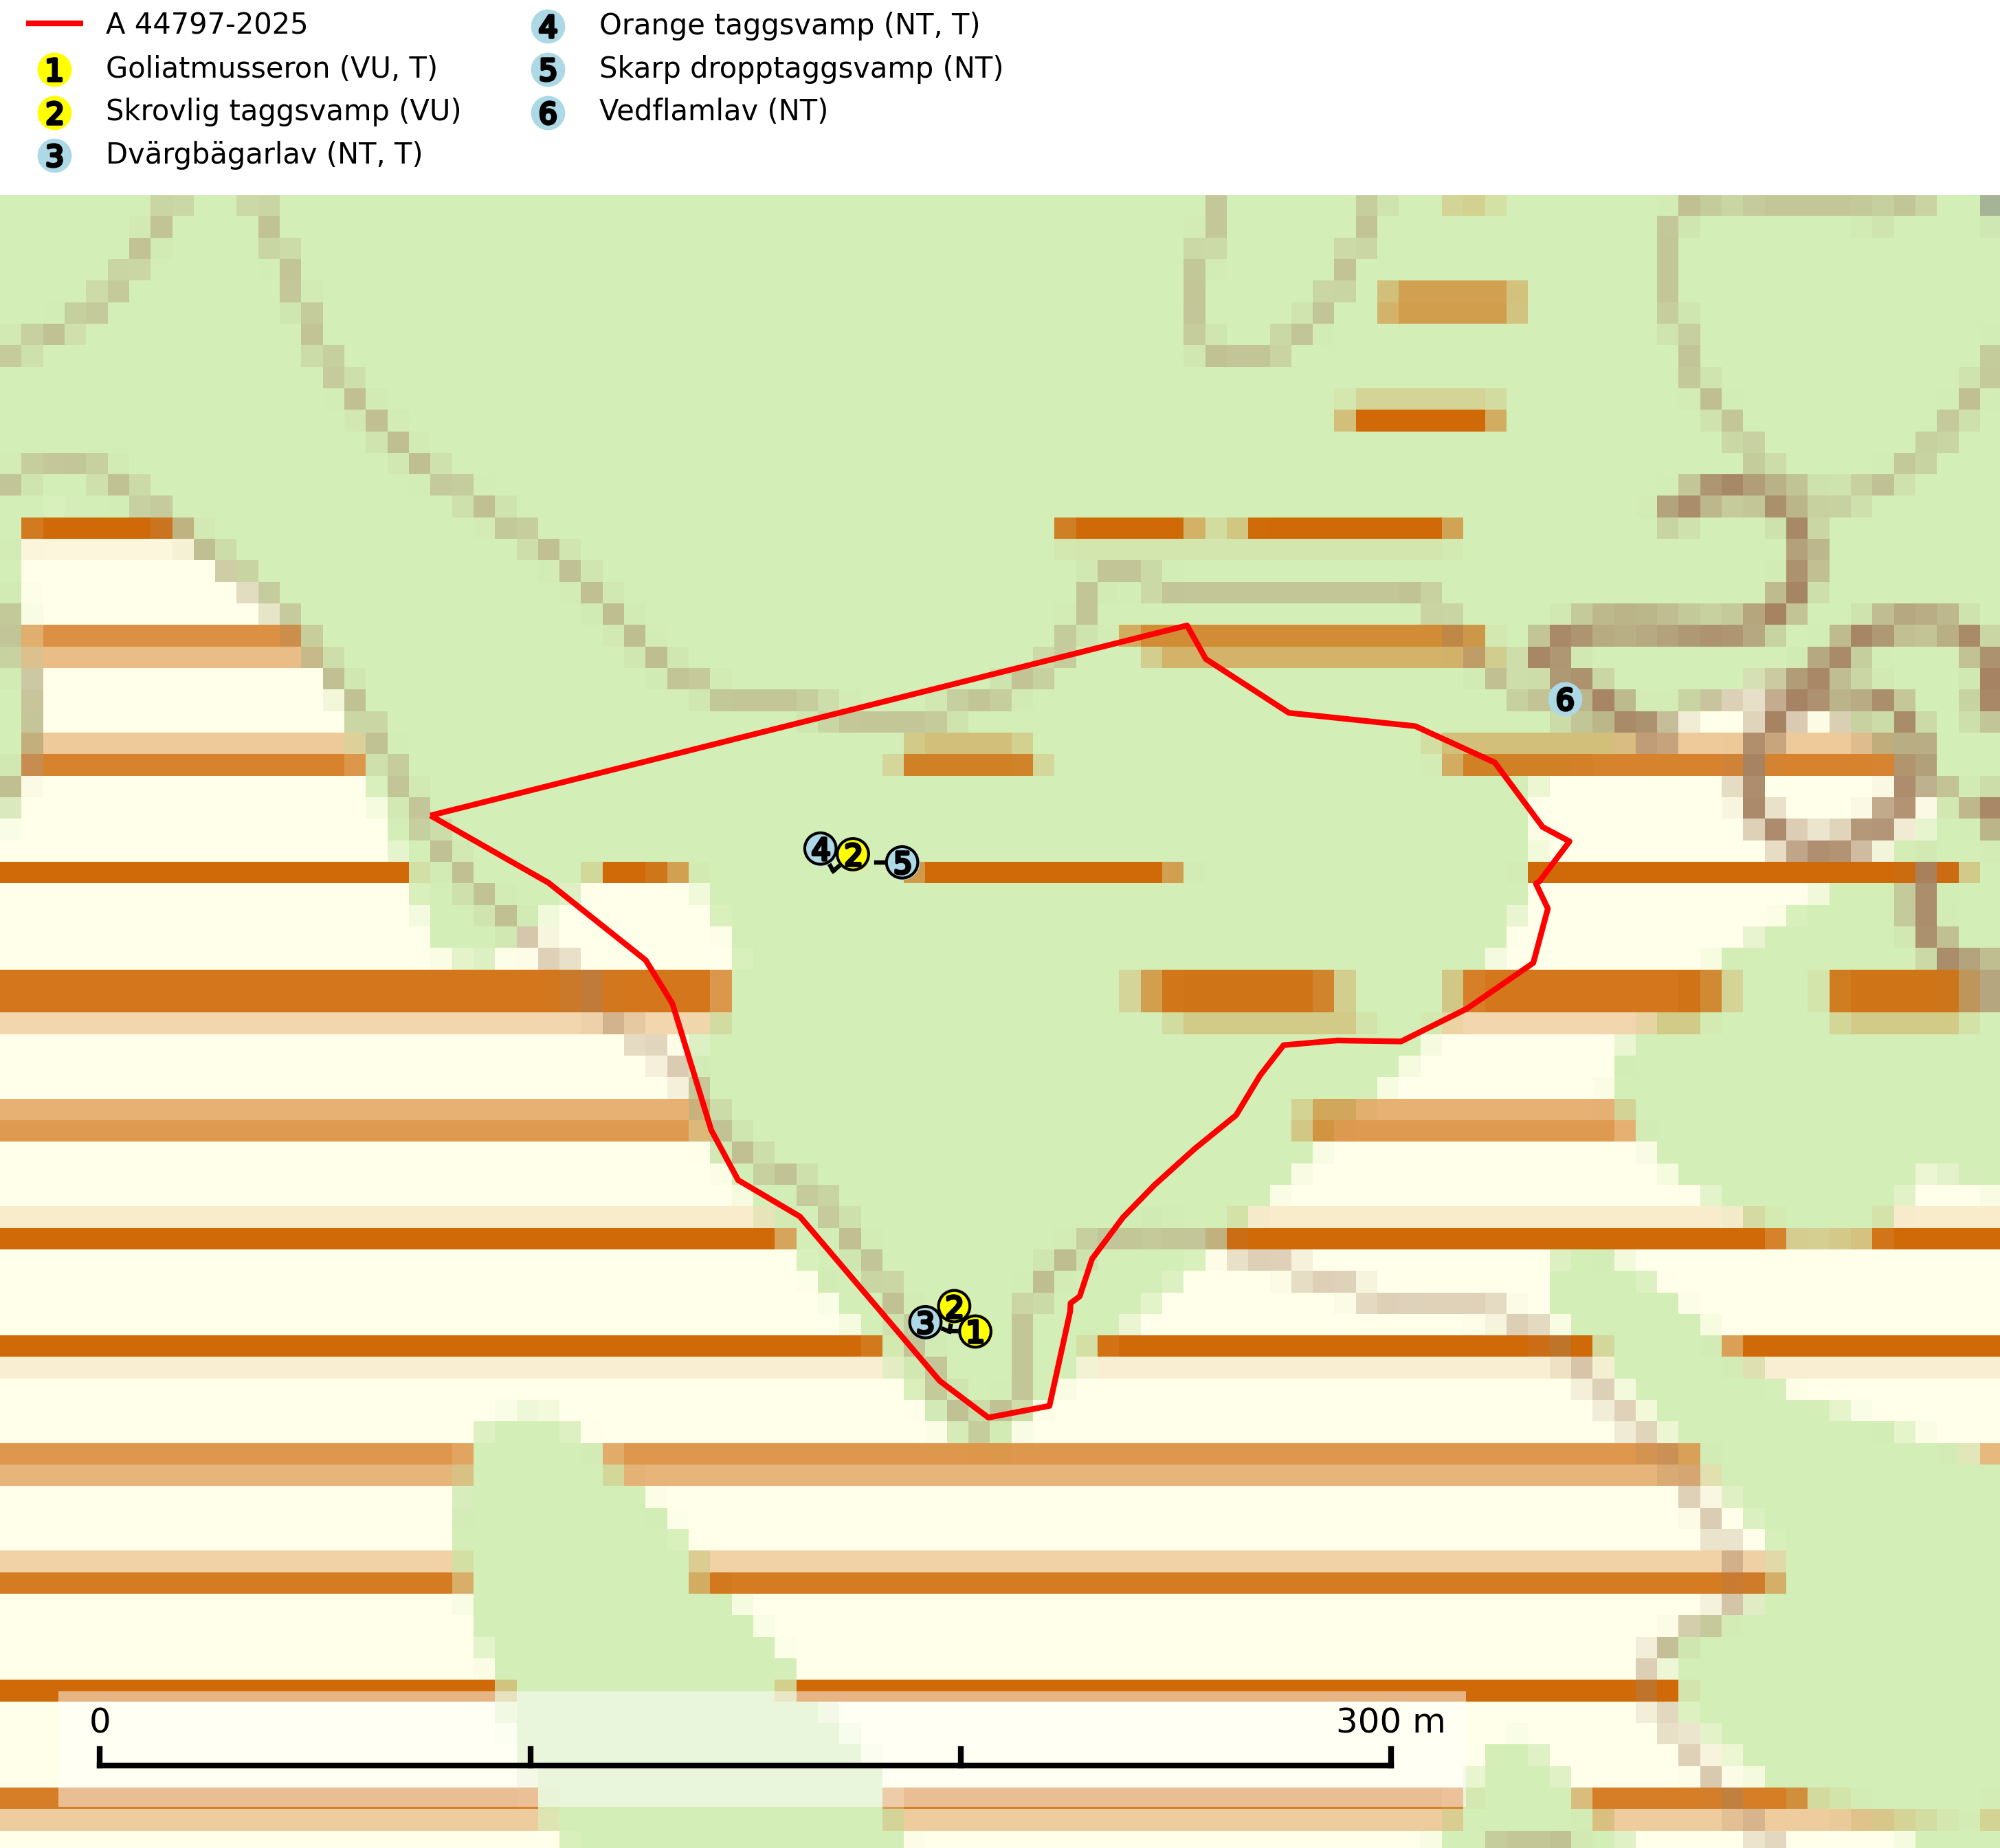 A 44797-2025
1 Goliatmusseron (VU, T)
2 Skrovlig taggsvamp (VU)
3 Dvärgbägarlav (NT, T)
4 Orange taggsvamp (NT, T)
5 Skarp dropptaggsvamp (NT)
6 Vedflamlav (NT)
6
4 2 5
2
3 1
0 300 m